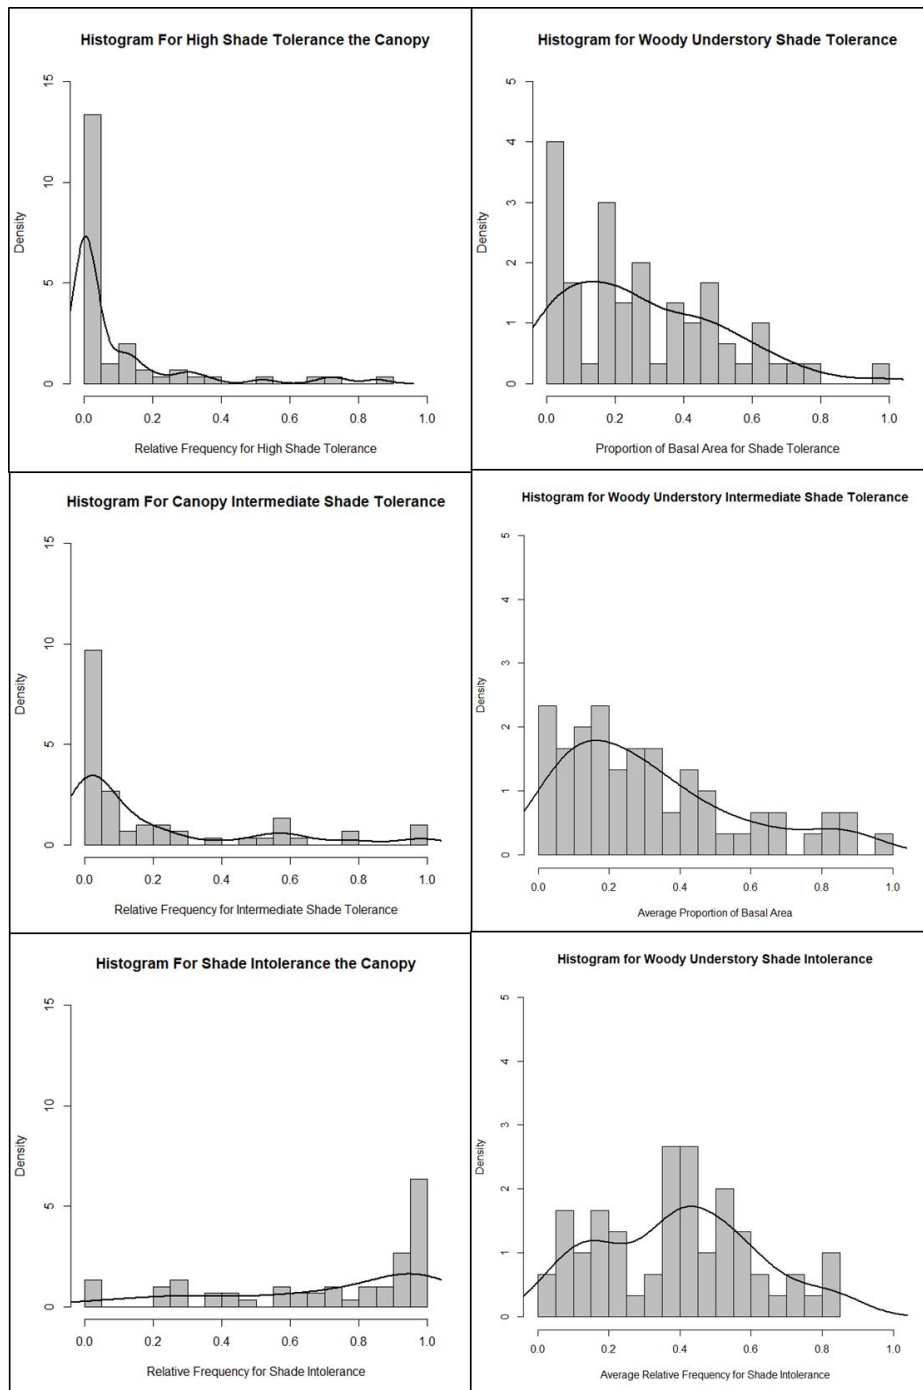 Histogram For High Shade Tolerance the Canopy
15
10
5
0
Density
0.0 0.2 0.4 0.6 0.8 1.0
Relative Frequency for High Shade Tolerance
Histogram for Woody Understory Shade Tolerance
5
4
3
2
1
0
Density
0.0 0.2 0.4 0.6 0.8 1.0
Proportion of Basal Area for Shade Tolerance
Histogram For Canopy Intermediate Shade Tolerance
15
10
5
0
Density
0.0 0.2 0.4 0.6 0.8 1.0
Relative Frequency for Intermediate Shade Tolerance
Histogram for Woody Understory Intermediate Shade Tolerance
5
4
3
2
1
0
Density
0.0 0.2 0.4 0.6 0.8 1.0
Average Proportion of Basal Area
Histogram For Shade Intolerance the Canopy
15
10
5
0
Density
0.0 0.2 0.4 0.6 0.8 1.0
Relative Frequency for Shade Intolerance
Histogram for Woody Understory Shade Intolerance
5
4
3
2
1
0
Density
0.0 0.2 0.4 0.6 0.8 1.0
Average Relative Frequency for Shade Intolerance